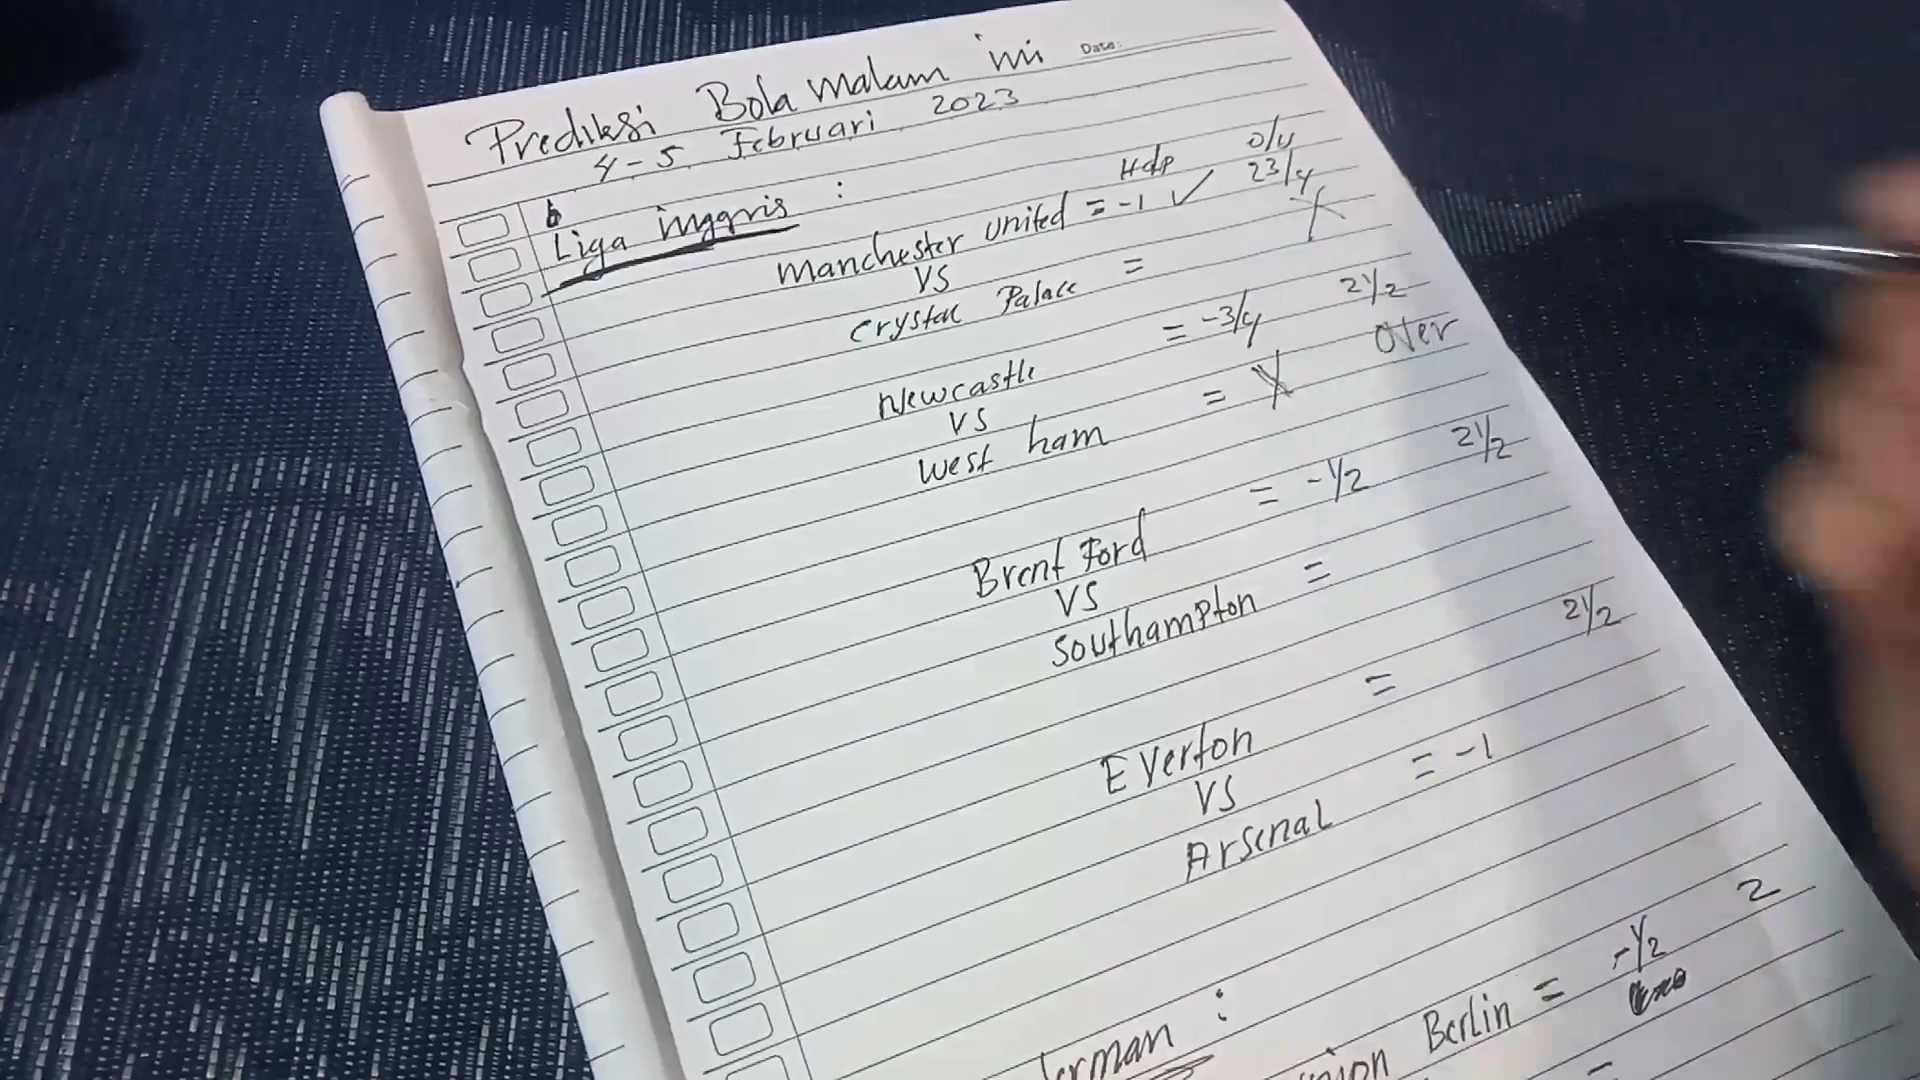 Date:
Prediksi Bola malam ini
4-5 Februari 2023
Hdp o/u
Liga inggris :
manchester united = -1 ✓ 2 3/4
VS
crystal Palace = X
Newcastle = -3/4 2 1/2
VS
west ham = X over
Brent Ford = -1/2 2 1/2
VS
Southampton =
Everton = 2 1/2
VS
Arsenal = -1
Jerman :
Union Berlin = -1/2 2
=